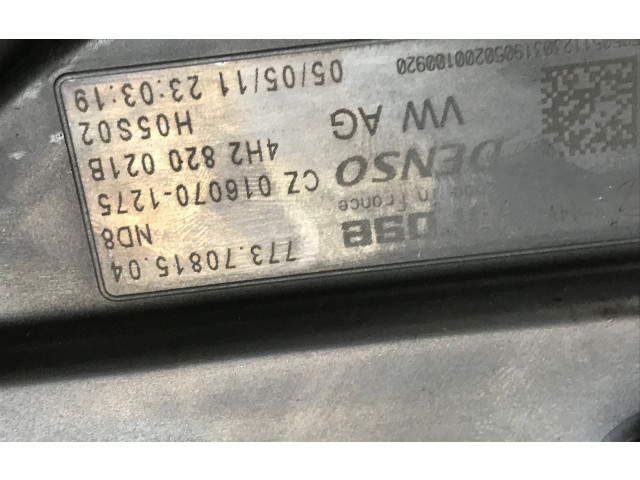 773.70815.04
ND8
in France
CZ 016070-1275
DENSO
4H2 820 021B
H05S02
VW AG
05/05/11 23:03:19